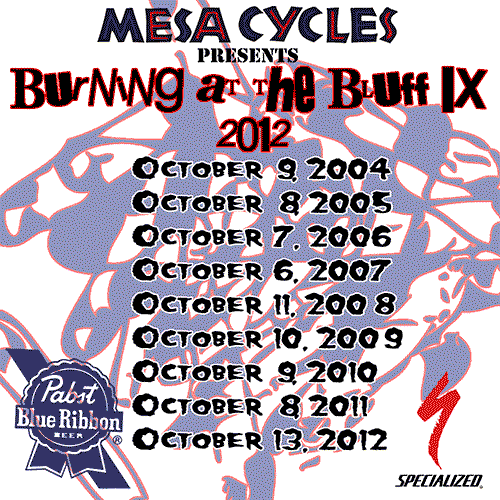 MESA CYCLES
PRESENTS
BurNiNg aT The BLuff IX
2012
OCTOBER 9, 2004
OCTOBER 8, 2005
OCTOBER 7, 2006
OCTOBER 6, 2007
OCTOBER 11, 2008
OCTOBER 10, 2009
OCTOBER 9, 2010
OCTOBER 8, 2011
OCTOBER 13, 2012
Pabst
Blue Ribbon
BEER
®
SPECIALIZED.